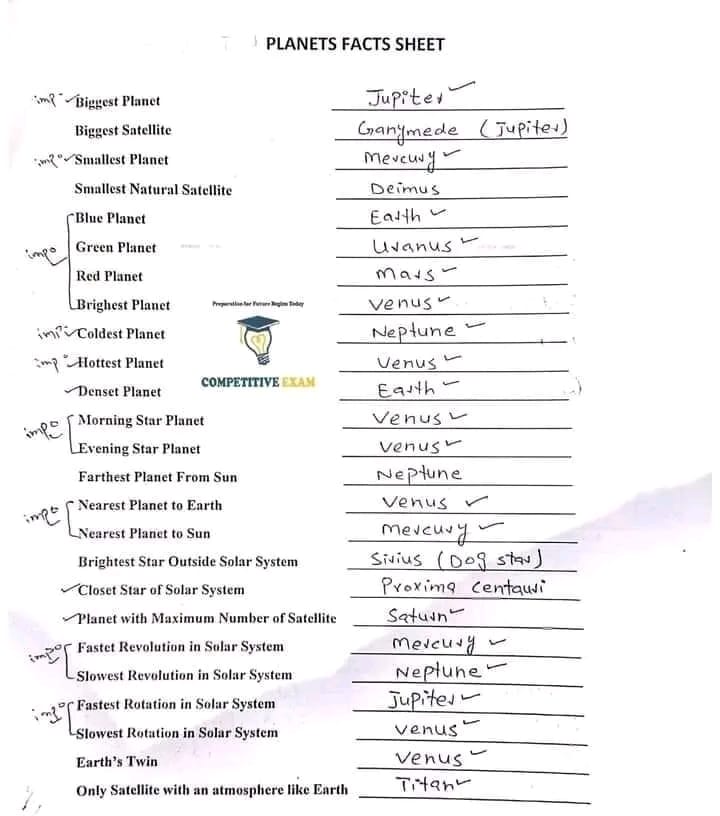 PLANETS FACTS SHEET
imp Biggest Planet Jupiter
Biggest Satellite Ganymede (Jupiter)
imp Smallest Planet Mercury
Smallest Natural Satellite Deimus
Blue Planet Earth
imp Green Planet Uranus
Red Planet Mars
Brighest Planet Venus
Preparation for Future Begins Today
imp Coldest Planet Neptune
imp Hottest Planet Venus
COMPETITIVE EXAM
Denset Planet Earth
imp Morning Star Planet Venus
Evening Star Planet Venus
Farthest Planet From Sun Neptune
imp Nearest Planet to Earth Venus
Nearest Planet to Sun Mercury
Brightest Star Outside Solar System Sirius (Dog star)
Closet Star of Solar System Proxima Centauri
Planet with Maximum Number of Satellite Saturn
imp Fastet Revolution in Solar System Mercury
Slowest Revolution in Solar System Neptune
imp Fastest Rotation in Solar System Jupiter
Slowest Rotation in Solar System Venus
Earth's Twin Venus
Only Satellite with an atmosphere like Earth Titan